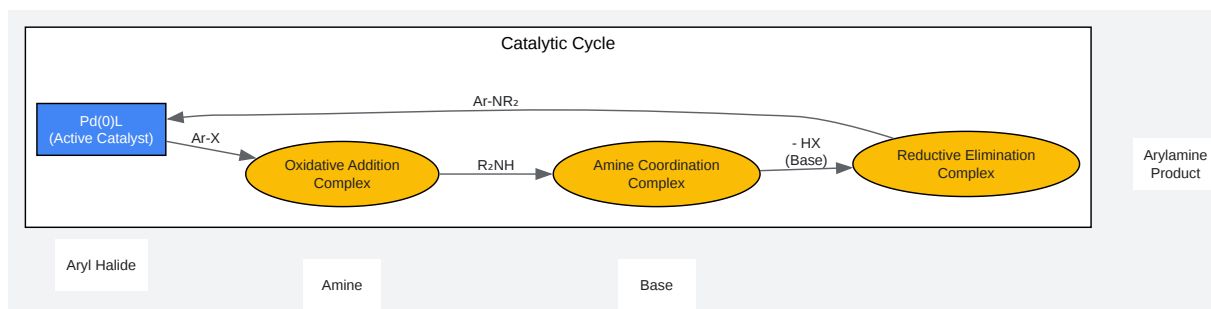 Catalytic Cycle
Ar-NR₂
Pd(0)L
(Active Catalyst)
Ar-X
Oxidative Addition
Complex
R₂NH
Amine Coordination
Complex
- HX
(Base)
Reductive Elimination
Complex
Arylamine
Product
Aryl Halide
Amine
Base